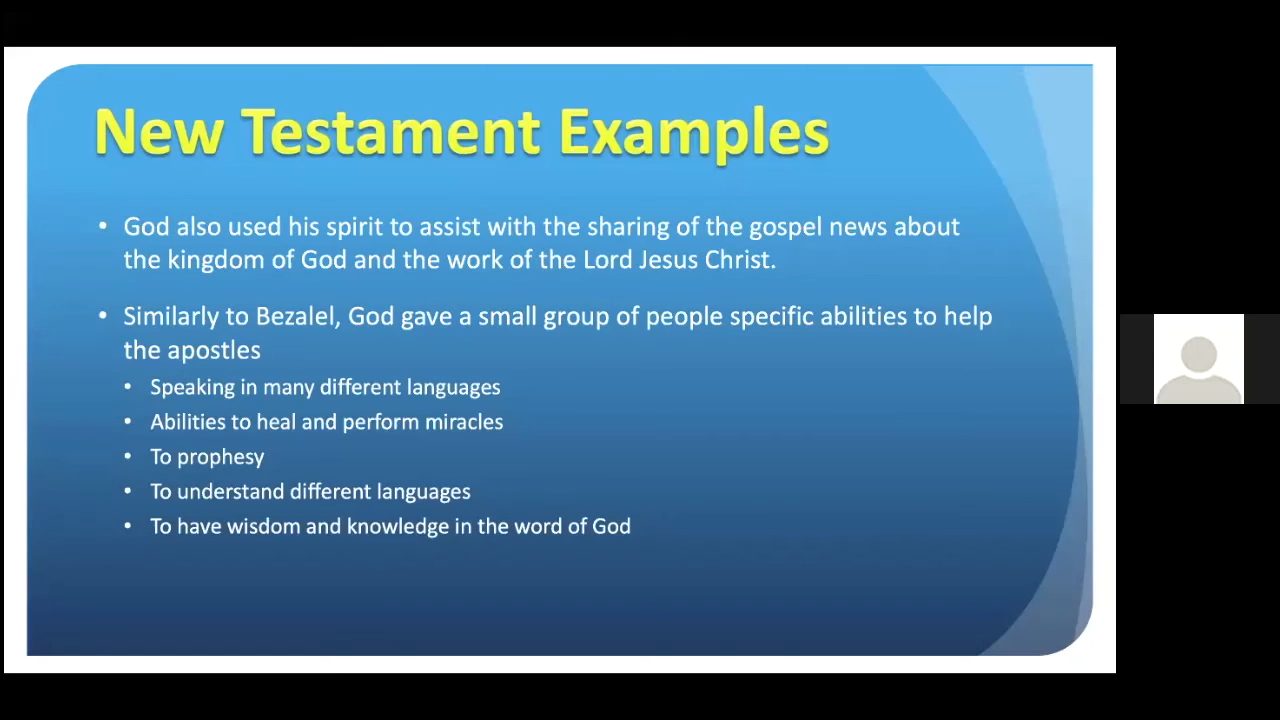 New Testament Examples
• God also used his spirit to assist with the sharing of the gospel news about
the kingdom of God and the work of the Lord Jesus Christ.
• Similarly to Bezalel, God gave a small group of people specific abilities to help
the apostles
• Speaking in many different languages
• Abilities to heal and perform miracles
• To prophesy
• To understand different languages
• To have wisdom and knowledge in the word of God